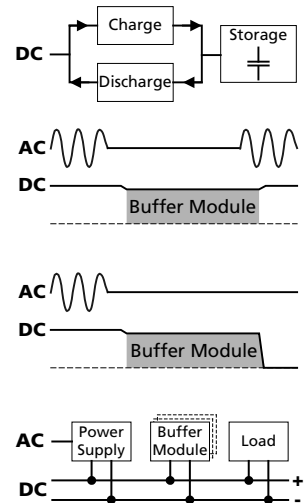 Charge
Storage
DC
Discharge
AC
DC
Buffer Module
AC
DC
Buffer Module
AC
Power
Supply
Buffer
Module
Load
DC
+
-